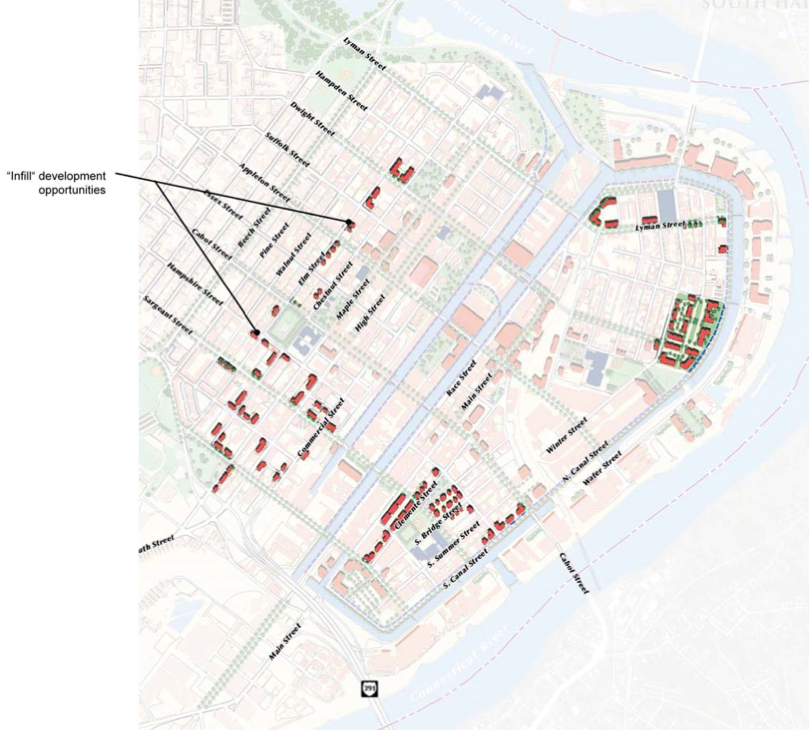 SOUTH HA
Connecticut River
Lyman Street
Hampden Street
Dwight Street
Suffolk Street
Appleton Street
"Infill" development
opportunities
Essex Street
Beech Street
Pine Street
Walnut Street
Elm Street
Chestnut Street
Maple Street
High Street
Cabot Street
Hampshire Street
Sargeant Street
Lyman Street
Race Street
Main Street
Commercial Street
Winter Street
N. Canal Street
Water Street
Clemente Street
S. Bridge Street
S. Summer Street
S. Canal Street
Cabot Street
uth Street
Main Street
Connecticut River
391